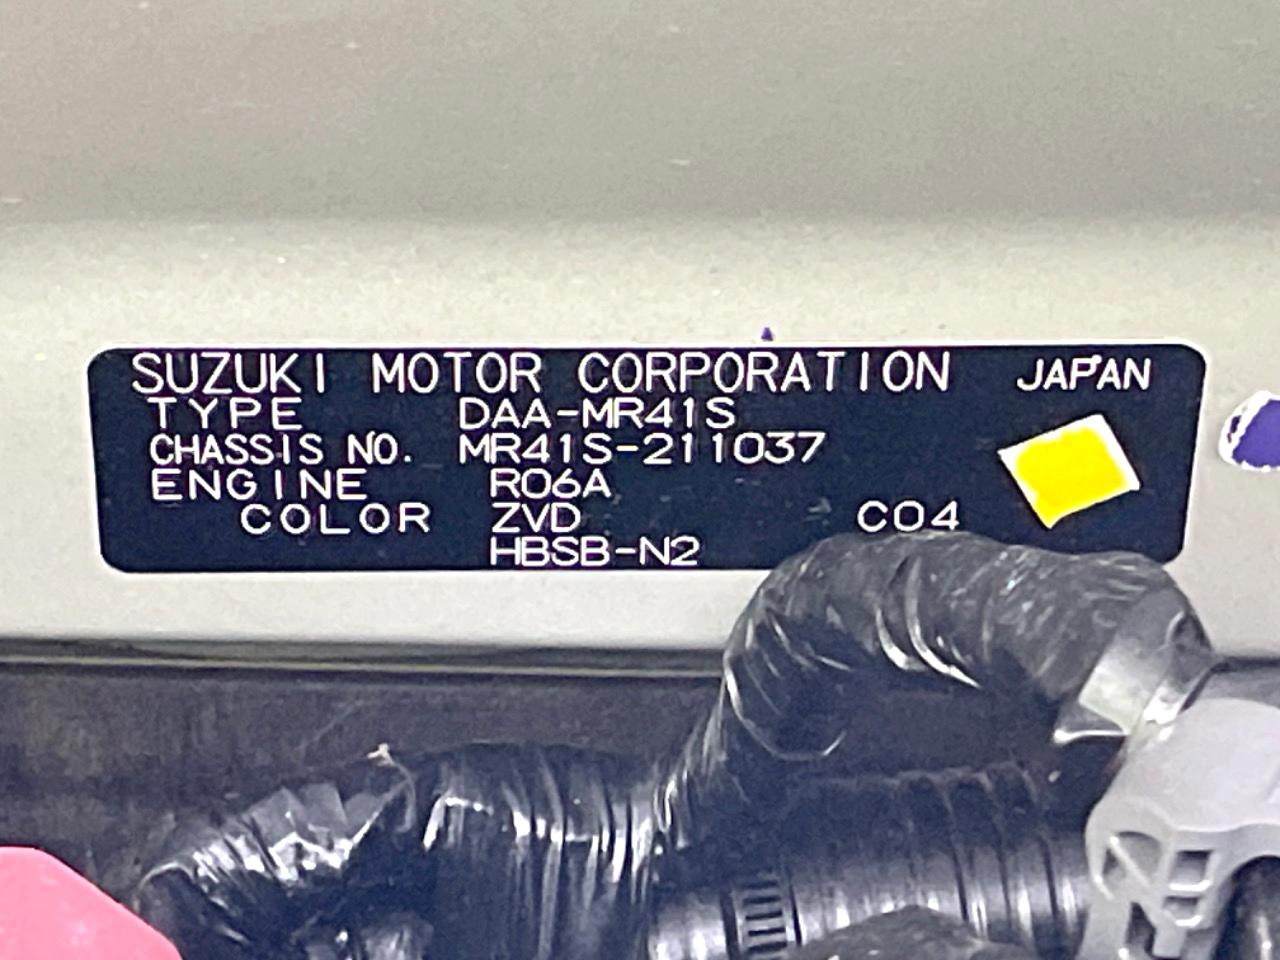 SUZUKI MOTOR CORPORATION JAPAN
TYPE DAA-MR41S
CHASSIS NO. MR41S-211037
ENGINE R06A
COLOR ZVD C04
HBSB-N2